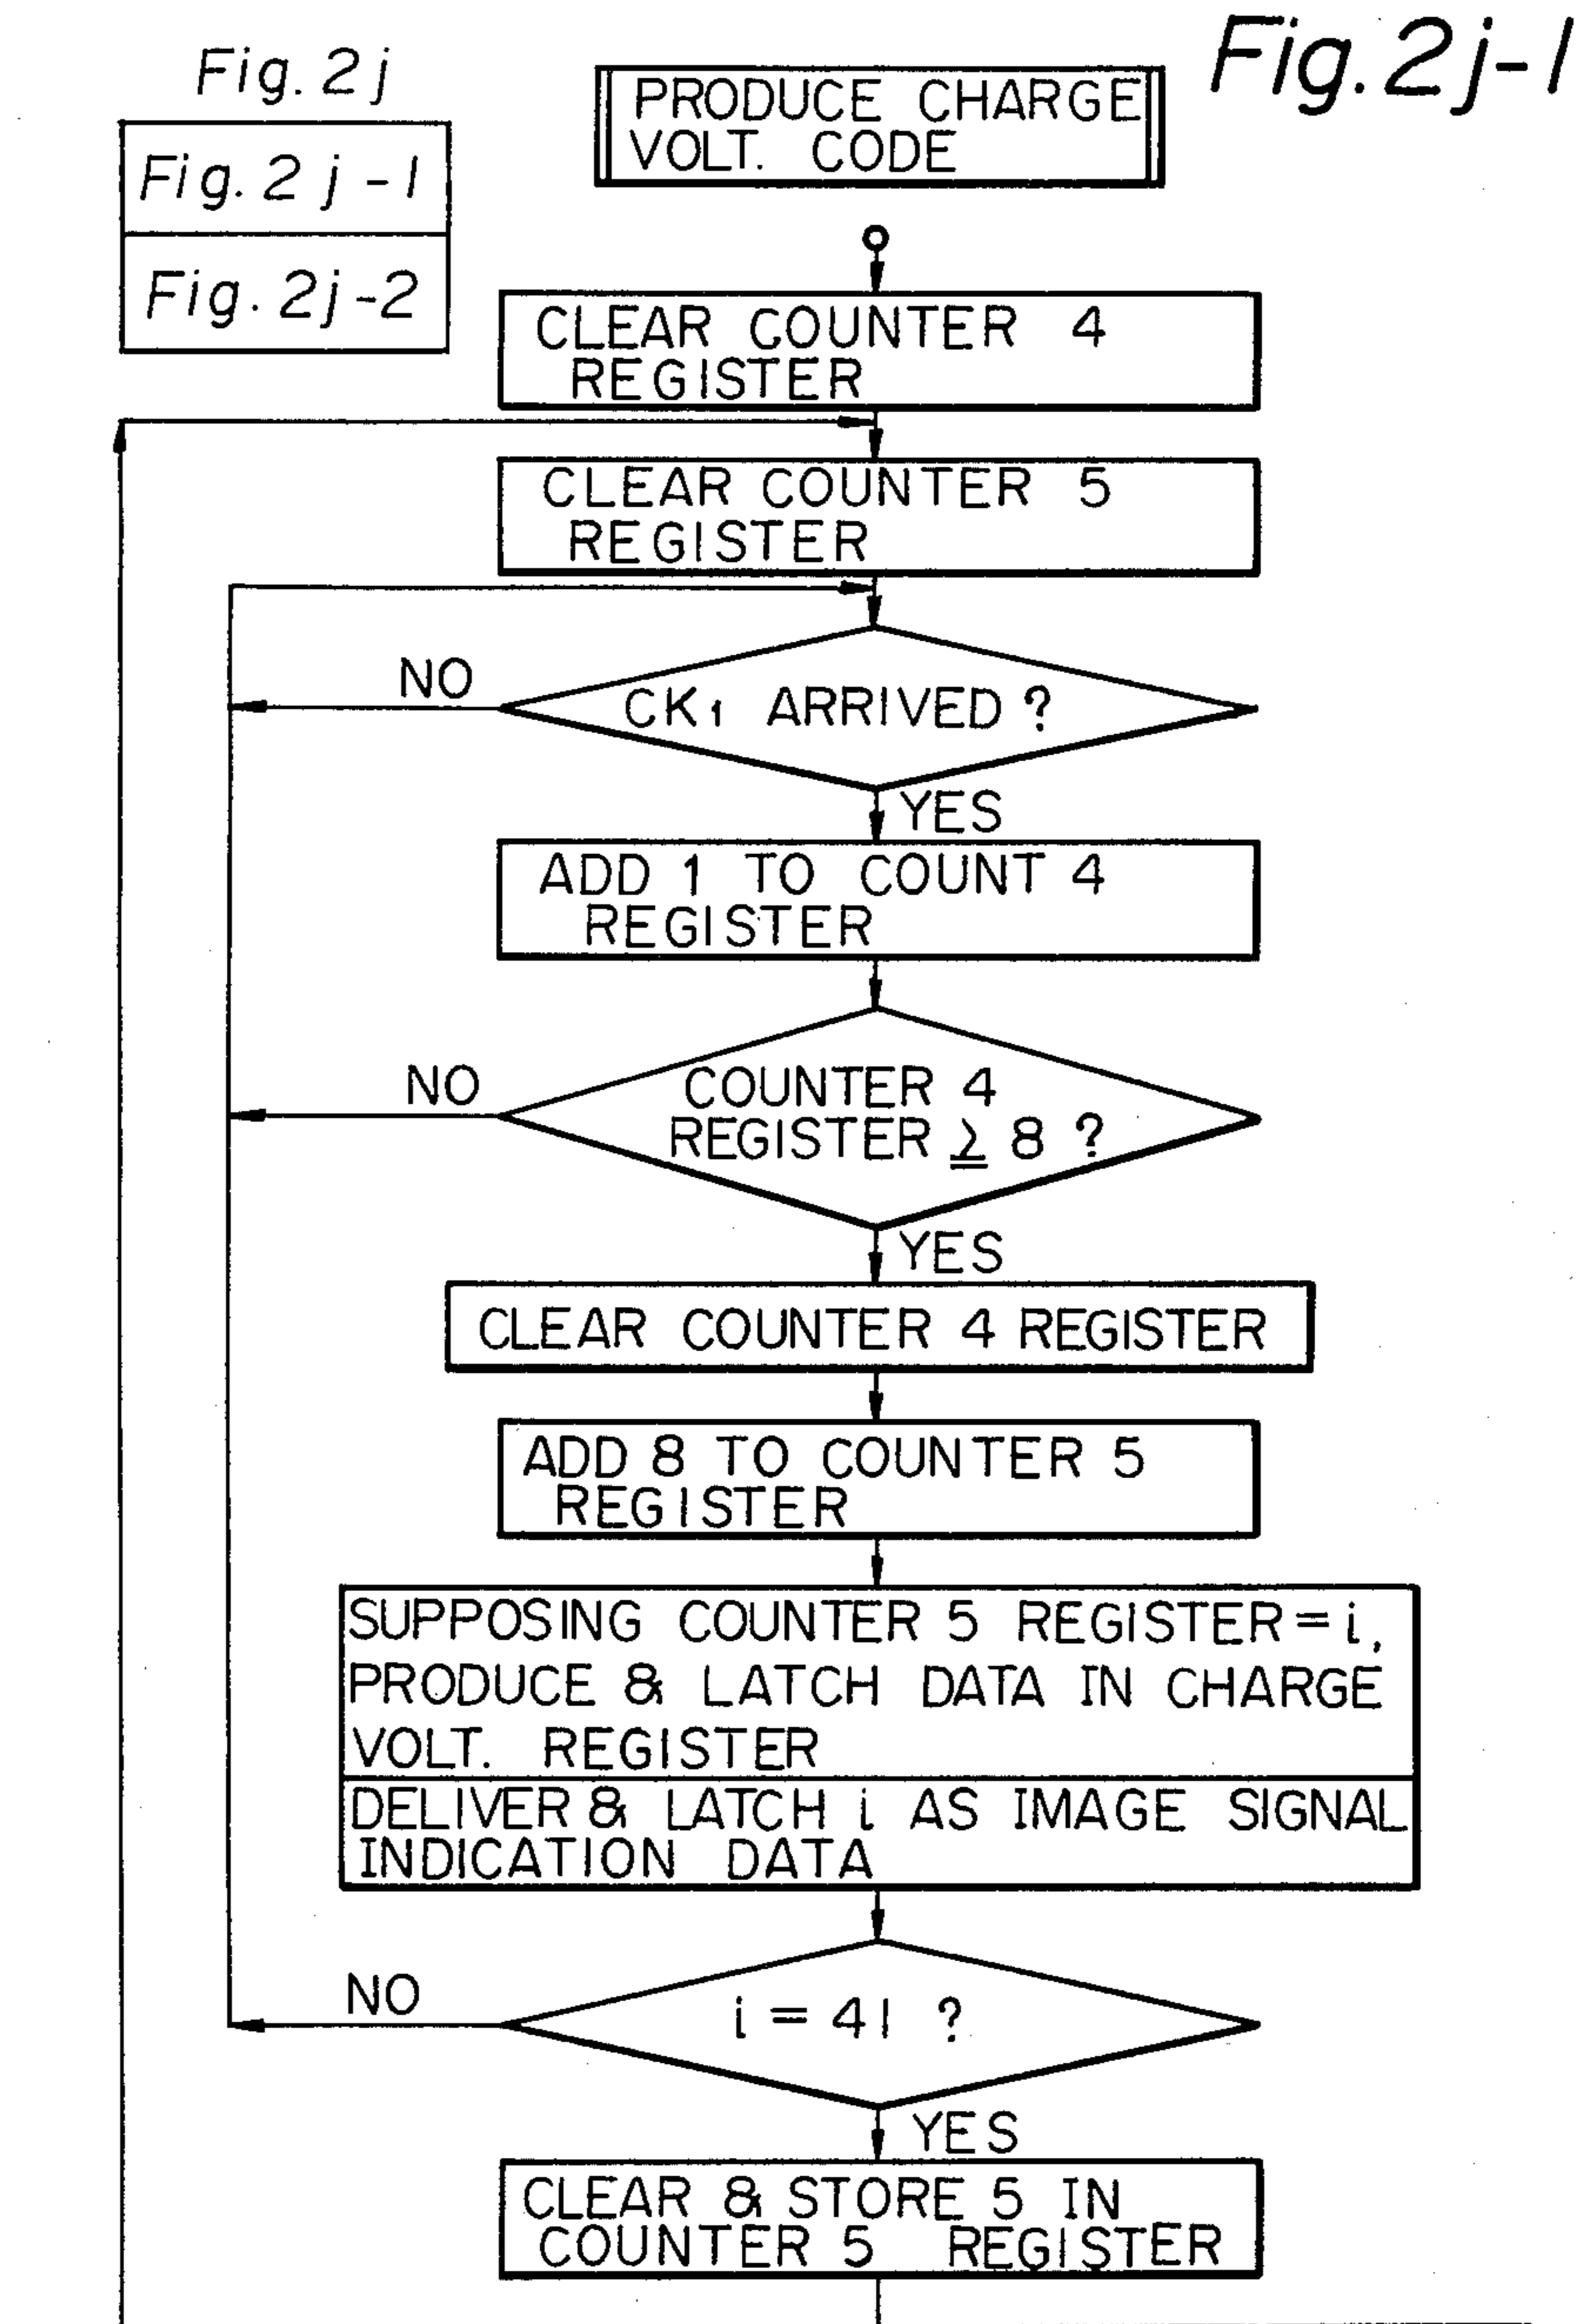 Fig. 2j-1
Fig. 2j
Fig. 2j-1
Fig. 2j-2
PRODUCE CHARGE
VOLT. CODE
CLEAR COUNTER 4
REGISTER
CLEAR COUNTER 5
REGISTER
NO
CK1 ARRIVED ?
YES
ADD 1 TO COUNT 4
REGISTER
NO
COUNTER 4
REGISTER ≧ 8 ?
YES
CLEAR COUNTER 4 REGISTER
ADD 8 TO COUNTER 5
REGISTER
SUPPOSING COUNTER 5 REGISTER = i,
PRODUCE & LATCH DATA IN CHARGE
VOLT. REGISTER
DELIVER & LATCH i AS IMAGE SIGNAL
INDICATION DATA
NO
i = 41 ?
YES
CLEAR & STORE 5 IN
COUNTER 5 REGISTER